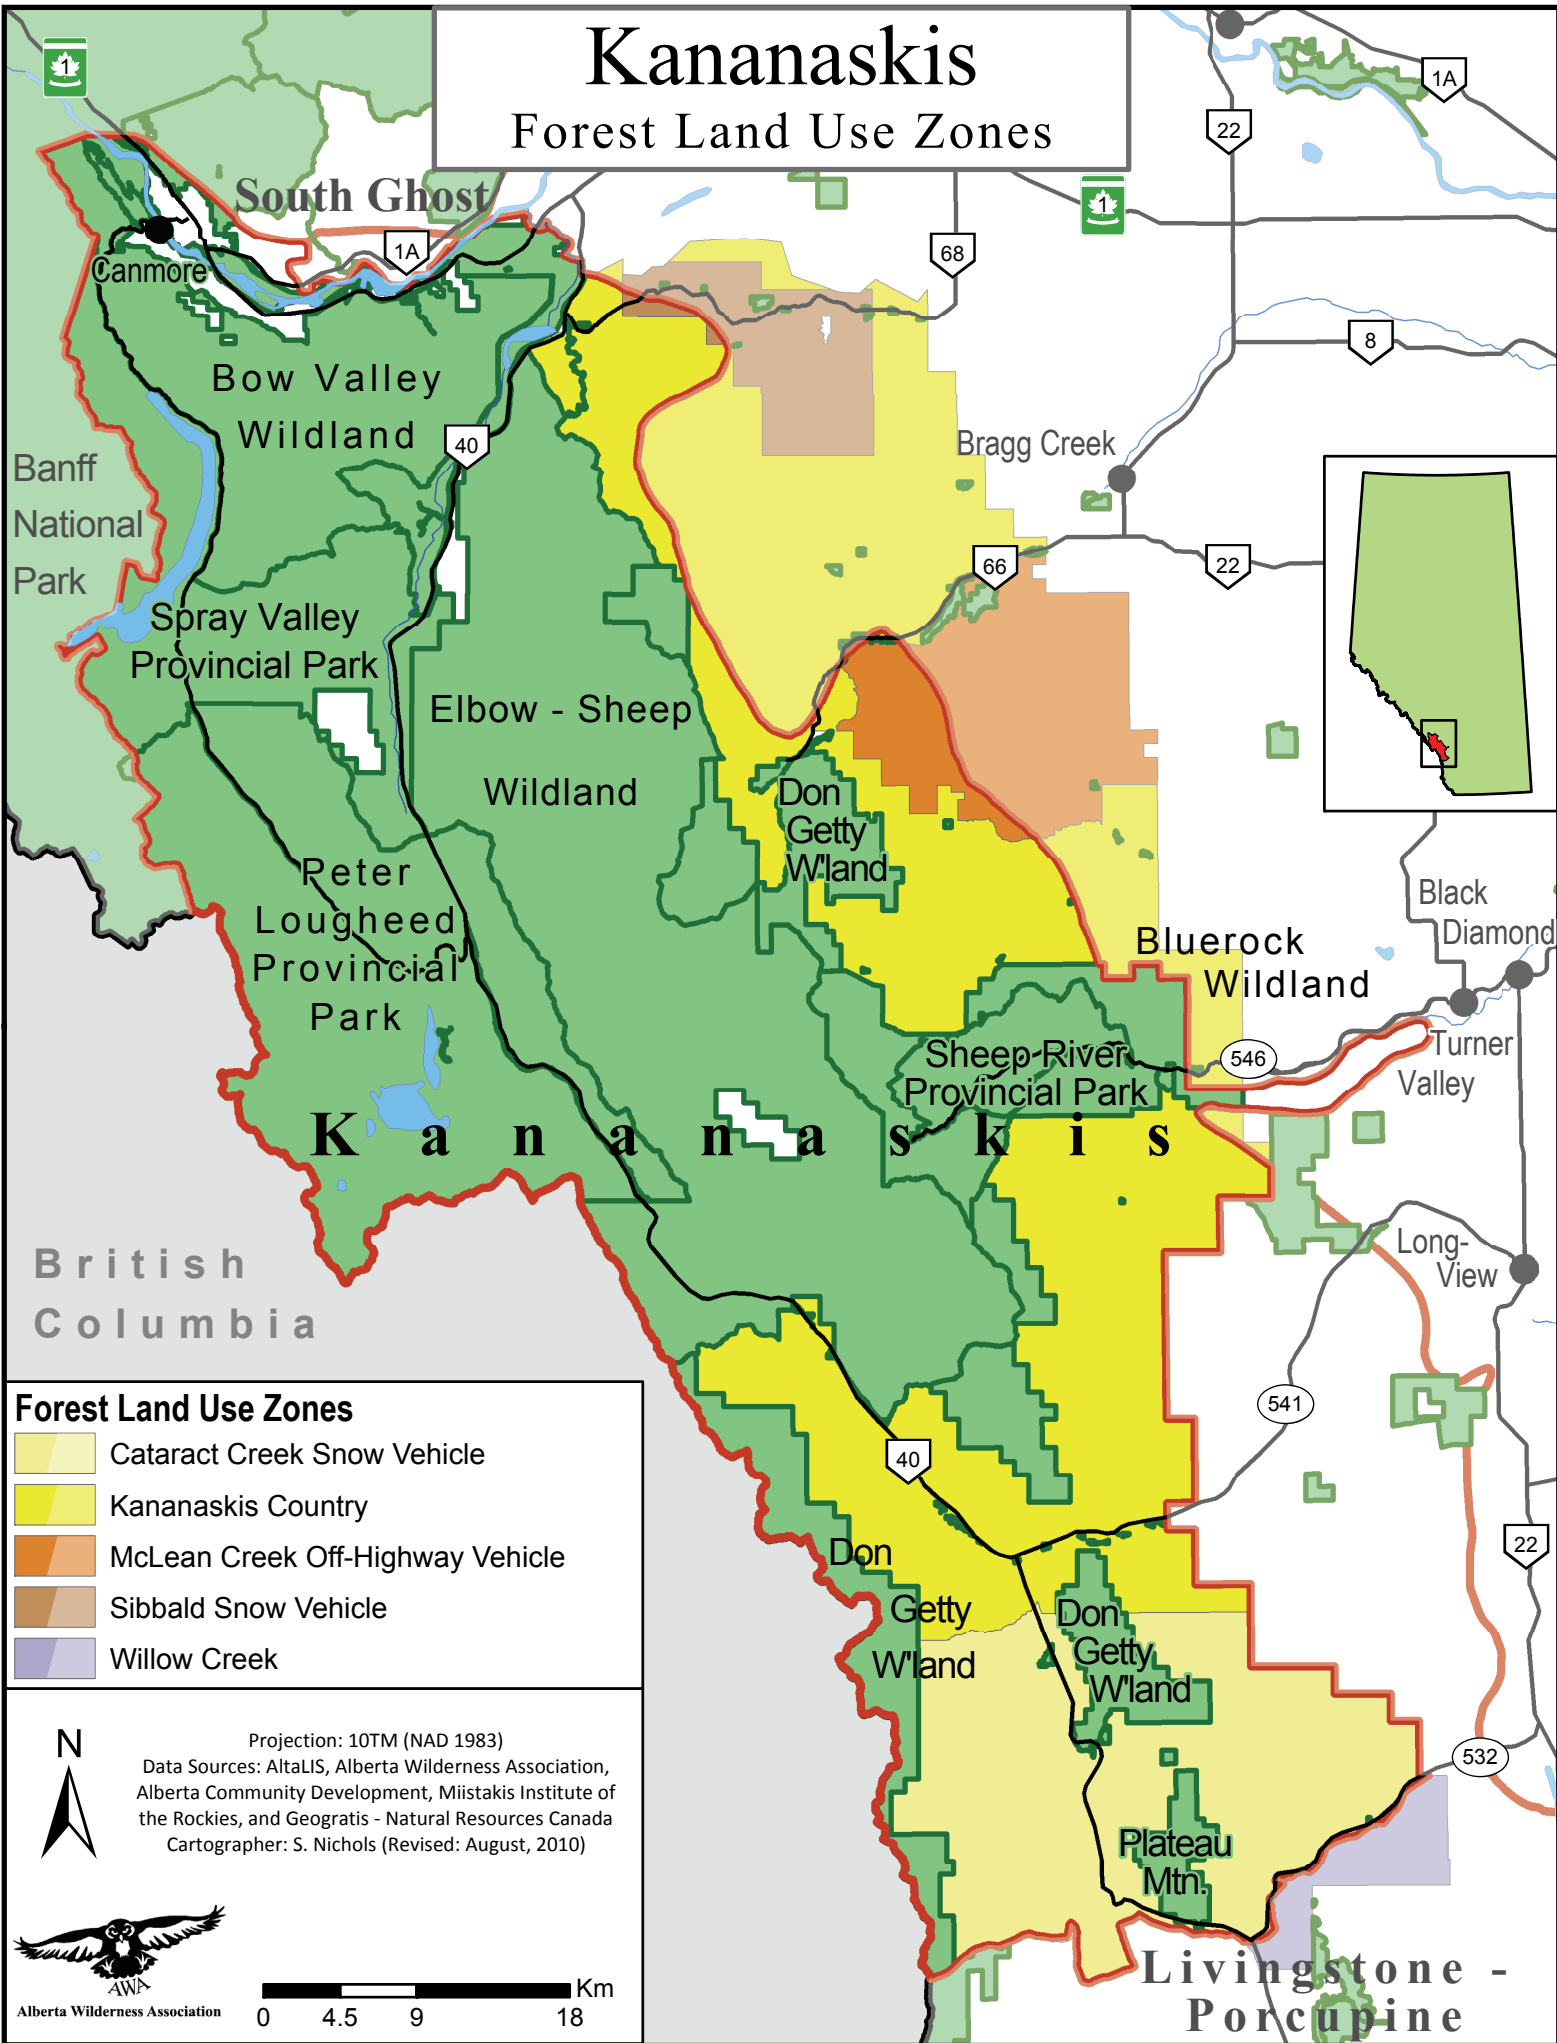 Kananaskis
Forest Land Use Zones
1
1A
22
1
South Ghost
1A
68
Canmore
8
Bow Valley
Wildland
40
Bragg Creek
Banff
National
Park
66
22
Spray Valley
Provincial Park
Elbow - Sheep
Wildland
Don
Getty
W'land
Peter
Lougheed
Provincial
Park
Black
Diamond
Bluerock
Wildland
Sheep River
Provincial Park
546
Turner
Valley
Kananaskis
British
Columbia
Long-
View
541
40
22
Don
Getty
W'land
Don
Getty
W'land
532
Plateau
Mtn.
Livingstone -
Porcupine
Forest Land Use Zones
Cataract Creek Snow Vehicle
Kananaskis Country
McLean Creek Off-Highway Vehicle
Sibbald Snow Vehicle
Willow Creek
N
Projection: 10TM (NAD 1983)
Data Sources: AltaLIS, Alberta Wilderness Association,
Alberta Community Development, Miistakis Institute of
the Rockies, and Geogratis - Natural Resources Canada
Cartographer: S. Nichols (Revised: August, 2010)
AWA
Alberta Wilderness Association
Km
0 4.5 9 18